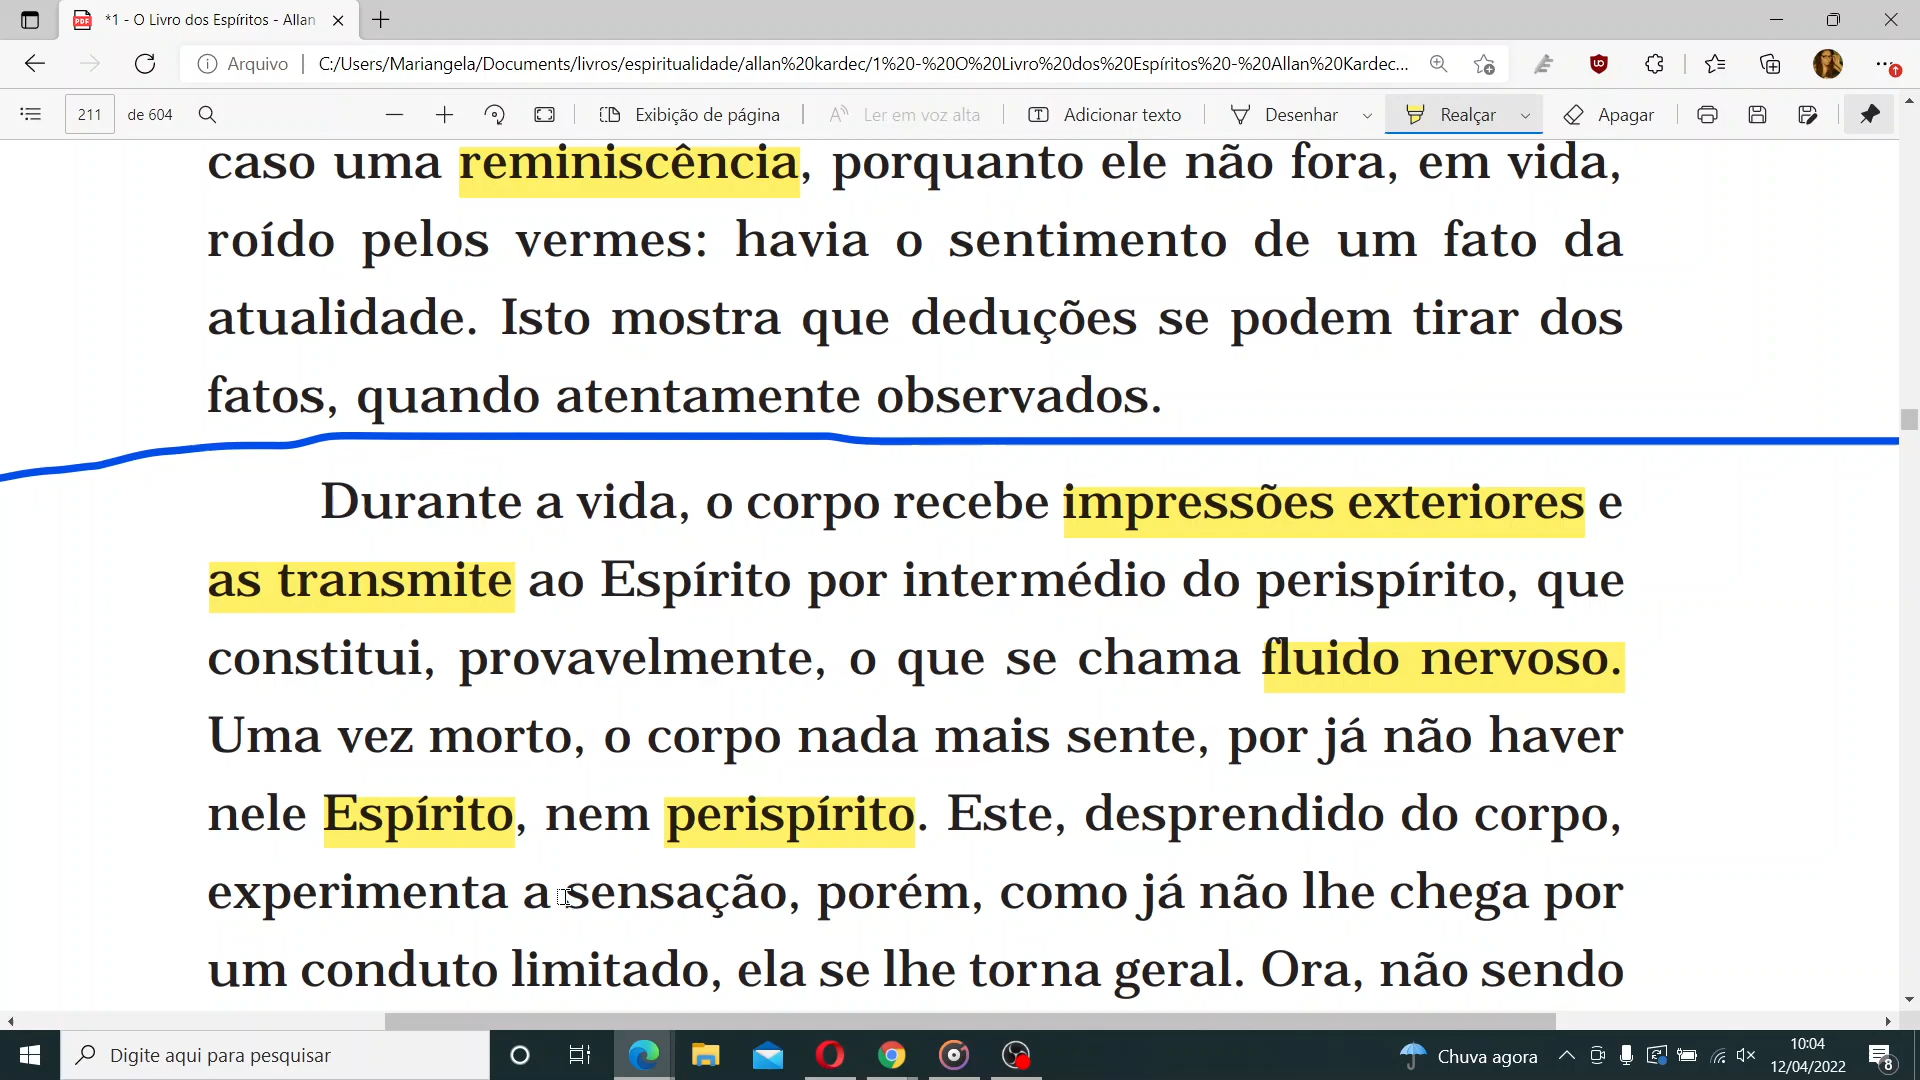 *1 - O Livro dos Espíritos - Allan
Arquivo
C:/Users/Mariangela/Documents/livros/espiritualidade/allan%20kardec/1%20-%20O%20Livro%20dos%20Espíritos%20-%20Allan%20Kardec...
211 de 604
Exibição de página
Ler em voz alta
Adicionar texto
Desenhar
Realçar
Apagar
caso uma reminiscência, porquanto ele não fora, em vida,
roído pelos vermes: havia o sentimento de um fato da
atualidade. Isto mostra que deduções se podem tirar dos
fatos, quando atentamente observados.
Durante a vida, o corpo recebe impressões exteriores e
as transmite ao Espírito por intermédio do perispírito, que
constitui, provavelmente, o que se chama fluido nervoso.
Uma vez morto, o corpo nada mais sente, por já não haver
nele Espírito, nem perispírito. Este, desprendido do corpo,
experimenta a sensação, porém, como já não lhe chega por
um conduto limitado, ela se lhe torna geral. Ora, não sendo
Digite aqui para pesquisar
Chuva agora
10:04
12/04/2022
8